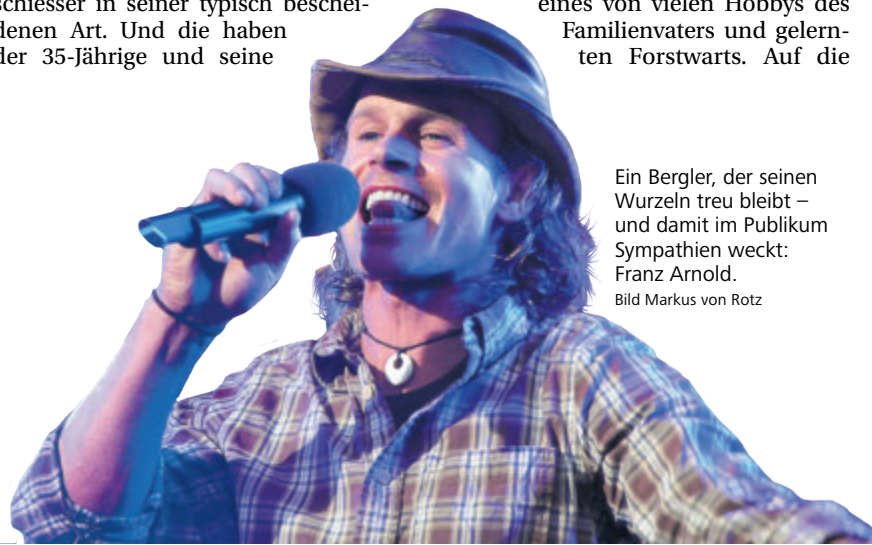 schiesser in seiner typisch beschei-
denen Art. Und die haben
der 35-Jährige und seine
eines von vielen Hobbys des
Familienvaters und gelern-
ten Forstwarts. Auf die
Ein Bergler, der seinen
Wurzeln treu bleibt –
und damit im Publikum
Sympathien weckt:
Franz Arnold.
Bild Markus von Rotz